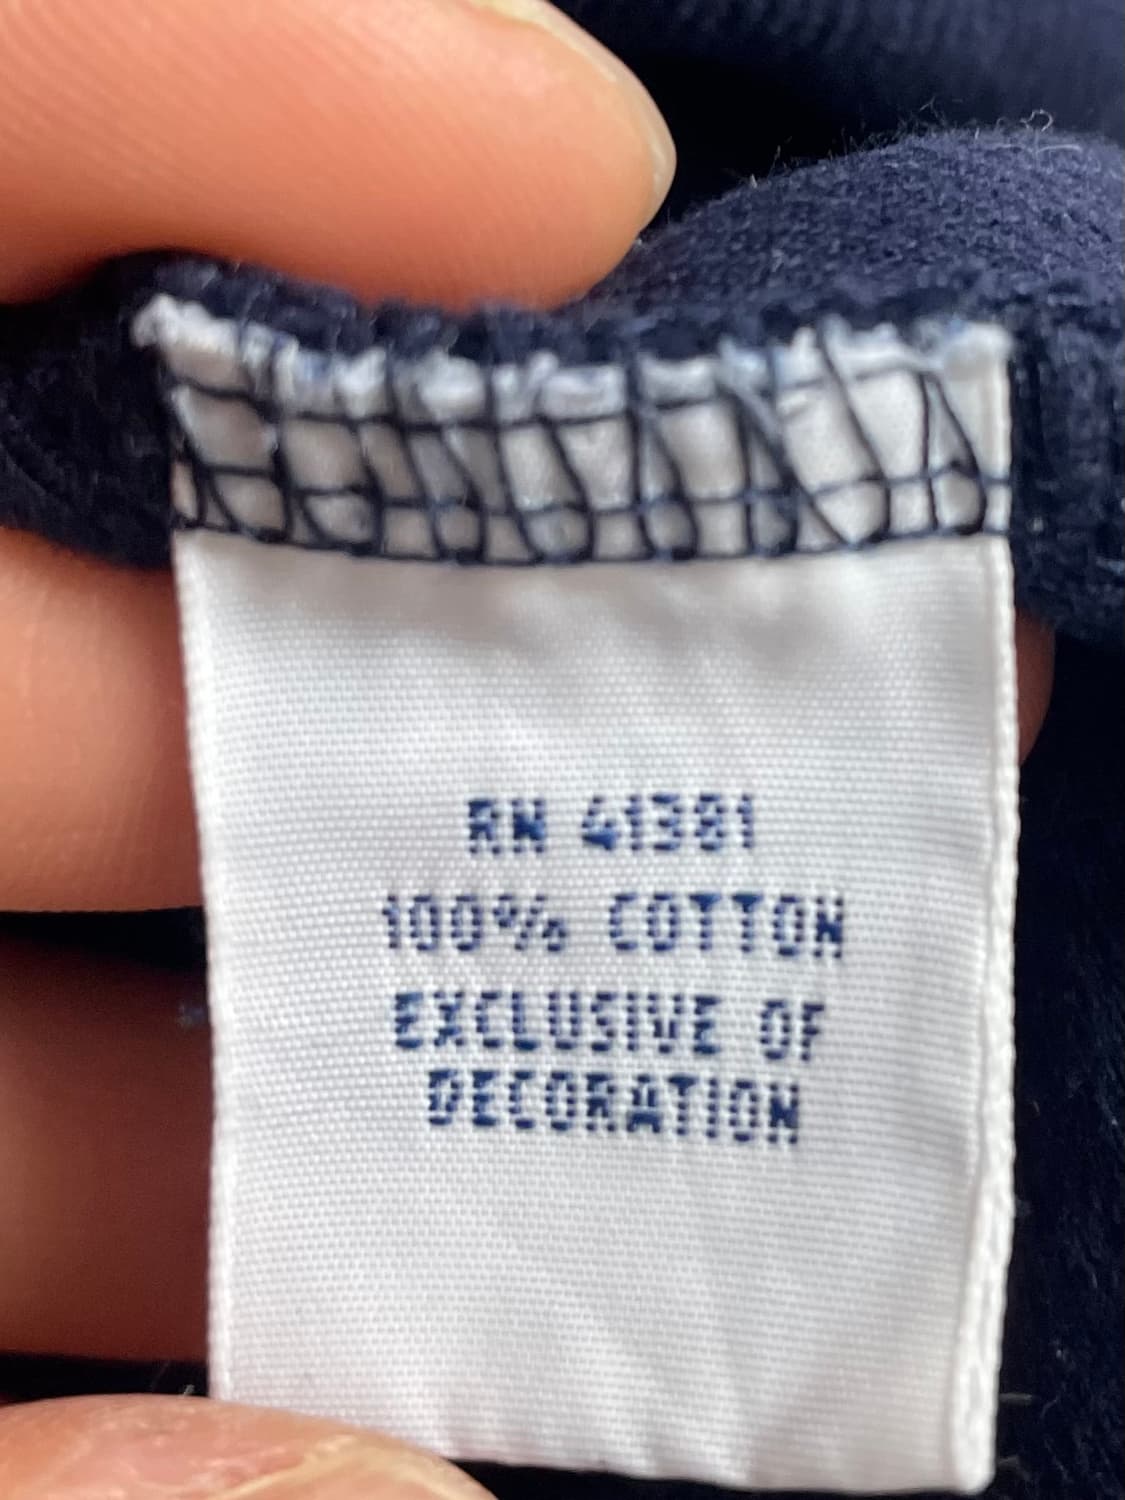 RN 41381
100% COTTON
EXCLUSIVE OF
DECORATION